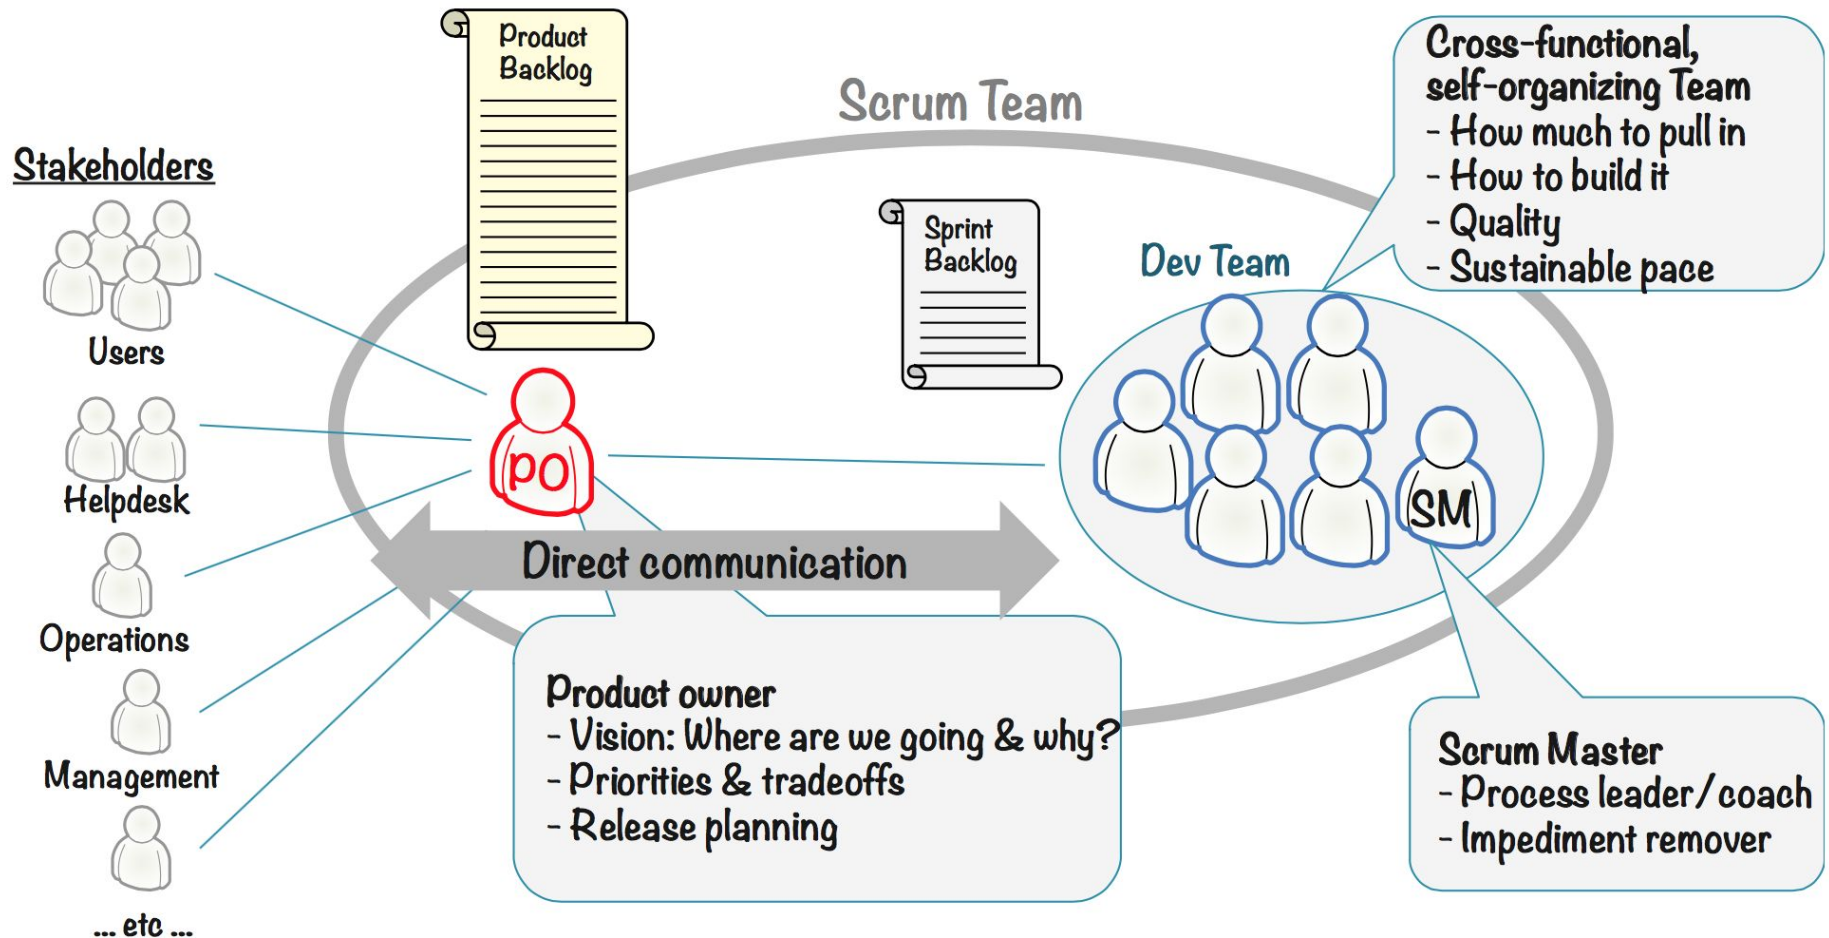 Product
Backlog
Scrum Team
Cross-functional,
self-organizing Team
- How much to pull in
- How to build it
- Quality
- Sustainable pace
Stakeholders
Users
Helpdesk
Operations
Management
... etc ...
Sprint
Backlog
Dev Team
PO
SM
Direct communication
Product owner
- Vision: Where are we going & why?
- Priorities & tradeoffs
- Release planning
Scrum Master
- Process leader/coach
- Impediment remover